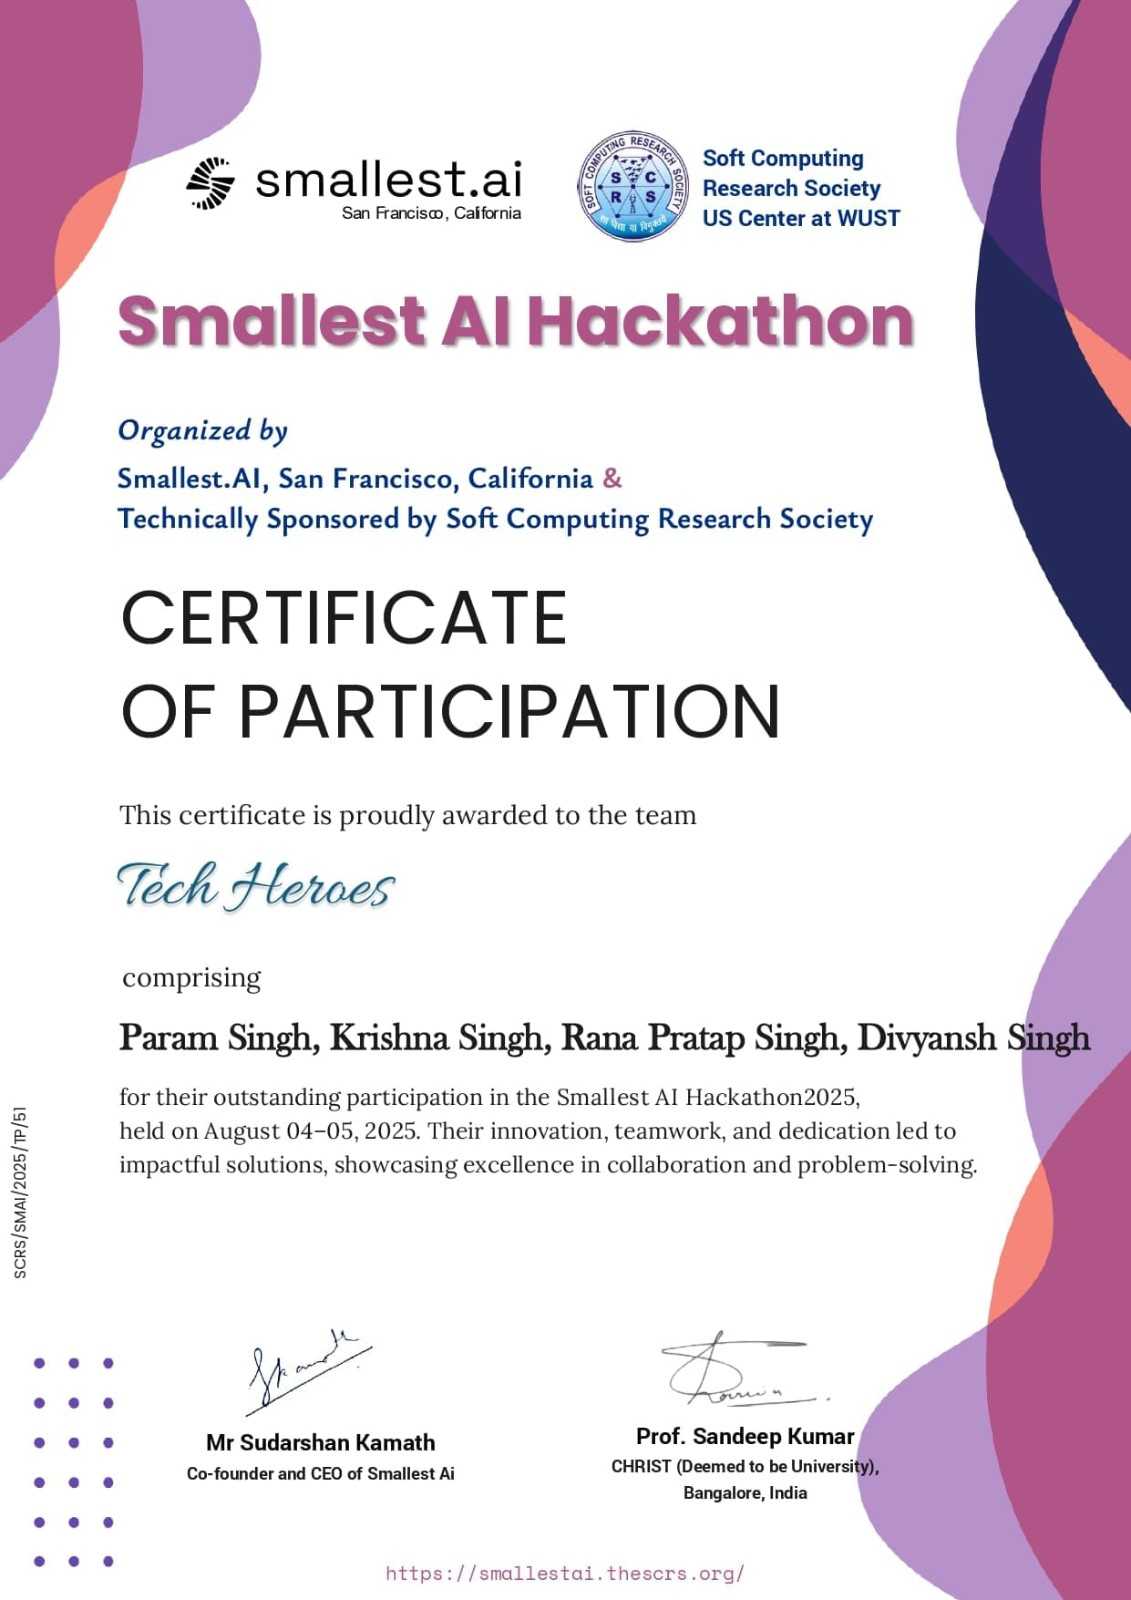 smallest.ai
San Francisco, California
SOFT COMPUTING RESEARCH SOCIETY
S C
R S
Soft Computing
Research Society
US Center at WUST
Smallest AI Hackathon
Organized by
Smallest.AI, San Francisco, California &
Technically Sponsored by Soft Computing Research Society
CERTIFICATE
OF PARTICIPATION
This certificate is proudly awarded to the team
Tech Heroes
comprising
Param Singh, Krishna Singh, Rana Pratap Singh, Divyansh Singh
for their outstanding participation in the Smallest AI Hackathon2025,
held on August 04–05, 2025. Their innovation, teamwork, and dedication led to
impactful solutions, showcasing excellence in collaboration and problem-solving.
SCRS/SMAI/2025/TP/51
Mr Sudarshan Kamath
Co-founder and CEO of Smallest Ai
Prof. Sandeep Kumar
CHRIST (Deemed to be University),
Bangalore, India
https://smallestai.thescrs.org/